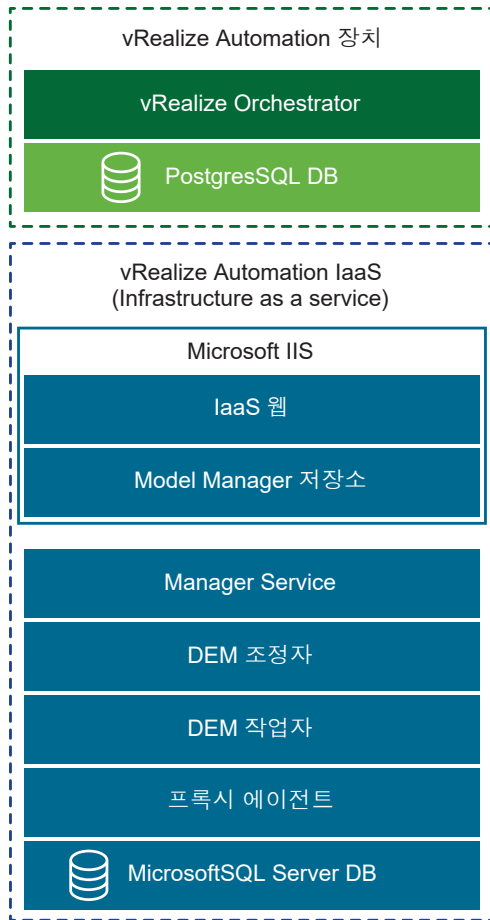 vRealize Automation 장치
vRealize Orchestrator
PostgresSQL DB
vRealize Automation IaaS
(Infrastructure as a service)
Microsoft IIS
IaaS 웹
Model Manager 저장소
Manager Service
DEM 조정자
DEM 작업자
프록시 에이전트
MicrosoftSQL Server DB